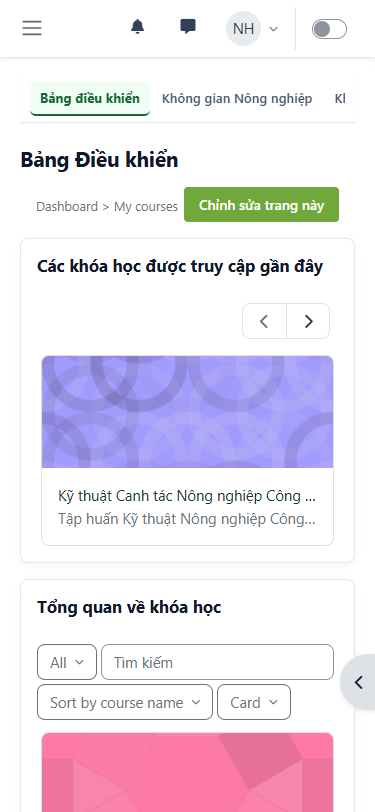 NH
Bảng điều khiển Không gian Nông nghiệp
Bảng Điều khiển
Dashboard > My courses Chỉnh sửa trang này
Các khóa học được truy cập gần đây
Kỹ thuật Canh tác Nông nghiệp Công ...
Tập huấn Kỹ thuật Nông nghiệp Công...
Tổng quan về khóa học
All Tìm kiếm
Sort by course name Card